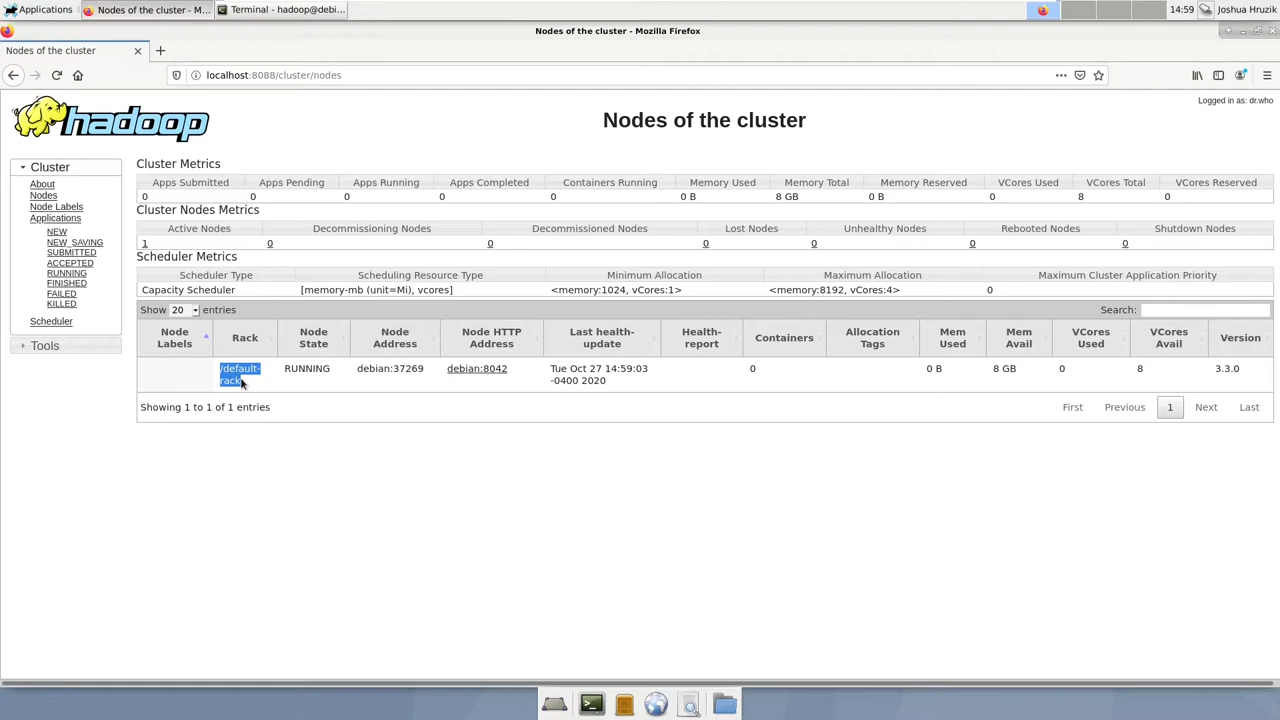 Applications Nodes of the cluster - M... Terminal - hadoop@debi... 14:59 Joshua Hruzik
Nodes of the cluster - Mozilla Firefox
Nodes of the cluster
localhost:8088/cluster/nodes
Logged in as: dr.who
hadoop
Nodes of the cluster
Cluster
About
Nodes
Node Labels
Applications
NEW
NEW_SAVING
SUBMITTED
ACCEPTED
RUNNING
FINISHED
FAILED
KILLED
Scheduler
Tools
Cluster Metrics
Apps Submitted Apps Pending Apps Running Apps Completed Containers Running Memory Used Memory Total Memory Reserved VCores Used VCores Total VCores Reserved
0 0 0 0 0 0 B 8 GB 0 B 0 8 0
Cluster Nodes Metrics
Active Nodes Decommissioning Nodes Decommissioned Nodes Lost Nodes Unhealthy Nodes Rebooted Nodes Shutdown Nodes
1 0 0 0 0 0 0
Scheduler Metrics
Scheduler Type Scheduling Resource Type Minimum Allocation Maximum Allocation Maximum Cluster Application Priority
Capacity Scheduler [memory-mb (unit=Mi), vcores] <memory:1024, vCores:1> <memory:8192, vCores:4> 0
Show 20 entries Search:
Node Labels Rack Node State Node Address Node HTTP Address Last health-update Health-report Containers Allocation Tags Mem Used Mem Avail VCores Used VCores Avail Version
/default-rack RUNNING debian:37269 debian:8042 Tue Oct 27 14:59:03 -0400 2020 0 0 B 8 GB 0 8 3.3.0
Showing 1 to 1 of 1 entries First Previous 1 Next Last